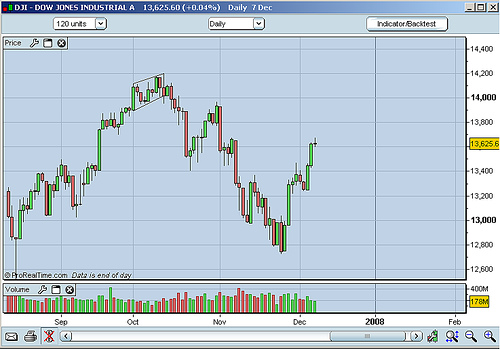 DJI - DOW JONES INDUSTRIAL A 13,625.60 (+0.04%) Daily 7 Dec
120 units Daily Indicator/Backtest
Price
14,400
14,200
14,000
13,800
13,625.6
13,400
13,200
13,000
12,800
12,600
© ProRealTime.com Data is end of day
Volume
400M
178M
Sep Oct Nov Dec 2008 Feb